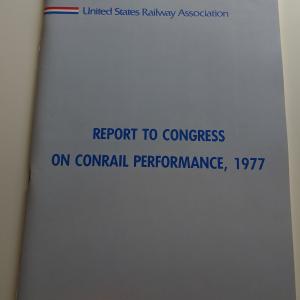 United States Railway Association
REPORT TO CONGRESS
ON CONRAIL PERFORMANCE, 1977